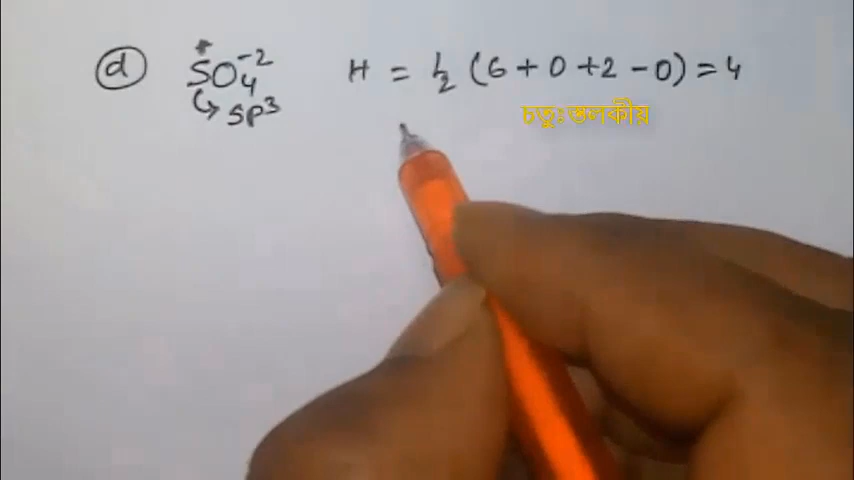 (d) *SO₄⁻² H = 1/2 (6 + 0 + 2 - 0) = 4
↳ SP³
চতুঃস্তলকীয়